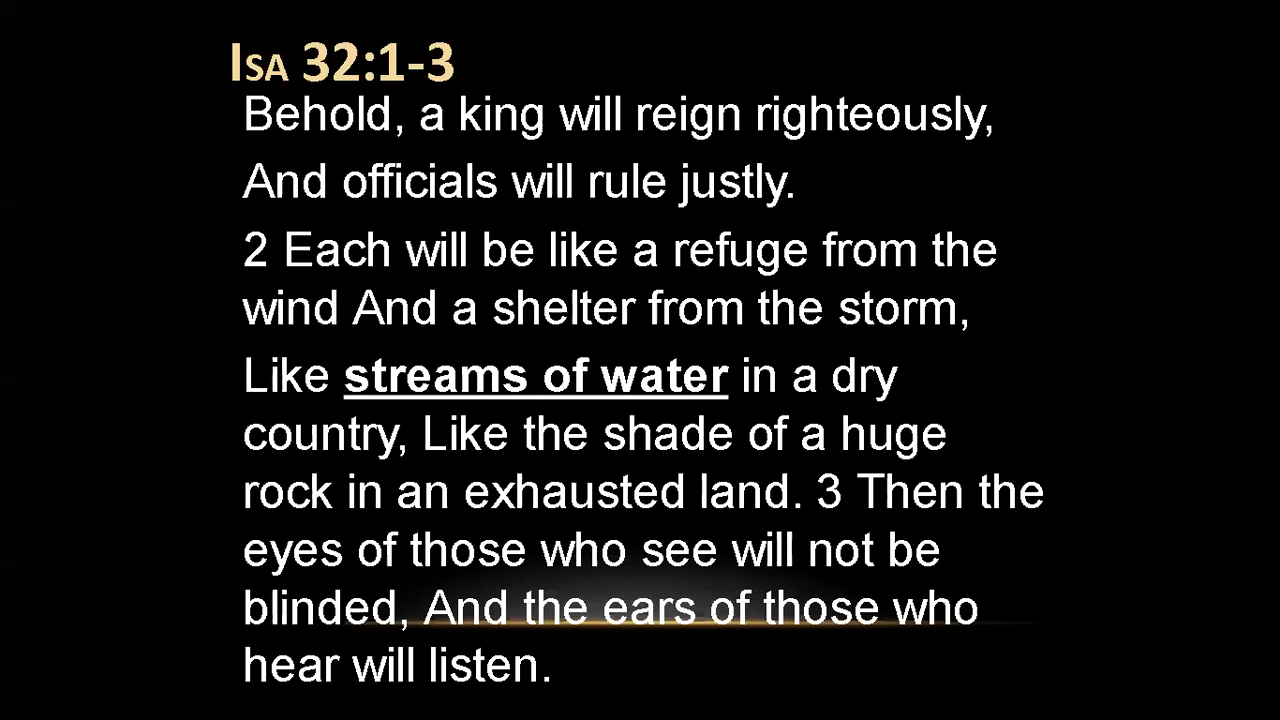 Isa 32:1-3
Behold, a king will reign righteously,
And officials will rule justly.
2 Each will be like a refuge from the
wind And a shelter from the storm,
Like streams of water in a dry
country, Like the shade of a huge
rock in an exhausted land. 3 Then the
eyes of those who see will not be
blinded, And the ears of those who
hear will listen.